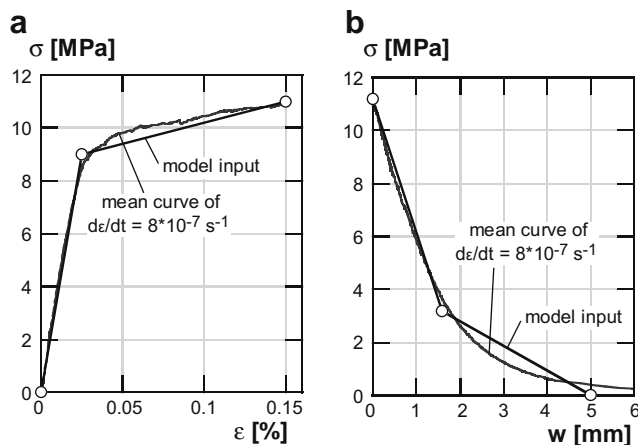 a
σ [MPa]
12
10
8
6
4
2
0
0
0.05
0.1
0.15
ε [%]
model input
mean curve of
dε/dt = 8*10⁻⁷ s⁻¹
b
σ [MPa]
12
10
8
6
4
2
0
0
1
2
3
4
5
6
w [mm]
mean curve of
dε/dt = 8*10⁻⁷ s⁻¹
model input